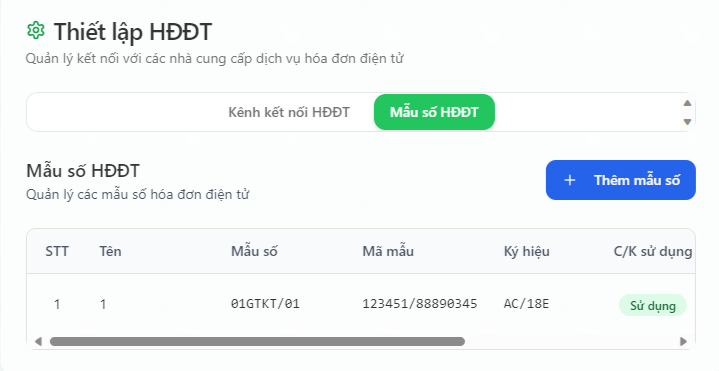 Thiết lập HĐĐT
Quản lý kết nối với các nhà cung cấp dịch vụ hóa đơn điện tử
Kênh kết nối HĐĐT Mẫu số HĐĐT
Mẫu số HĐĐT
Quản lý các mẫu số hóa đơn điện tử
+ Thêm mẫu số
STT Tên Mẫu số Mã mẫu Ký hiệu C/K sử dụng
1 1 01GTKT/01 123451/88890345 AC/18E Sử dụng